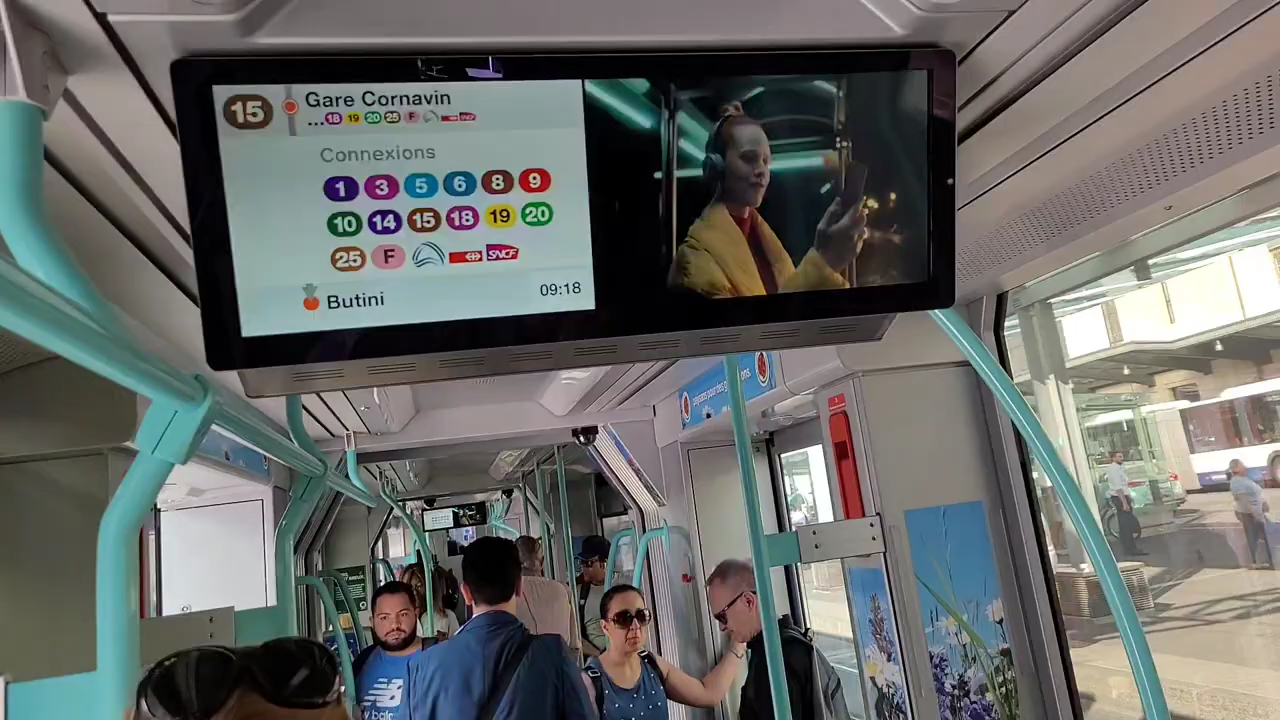 15 Gare Cornavin
...18 19 20 25 F SNCF
Connexions
1 3 5 6 8 9
10 14 15 18 19 20
25 F SNCF
Butini 09:18